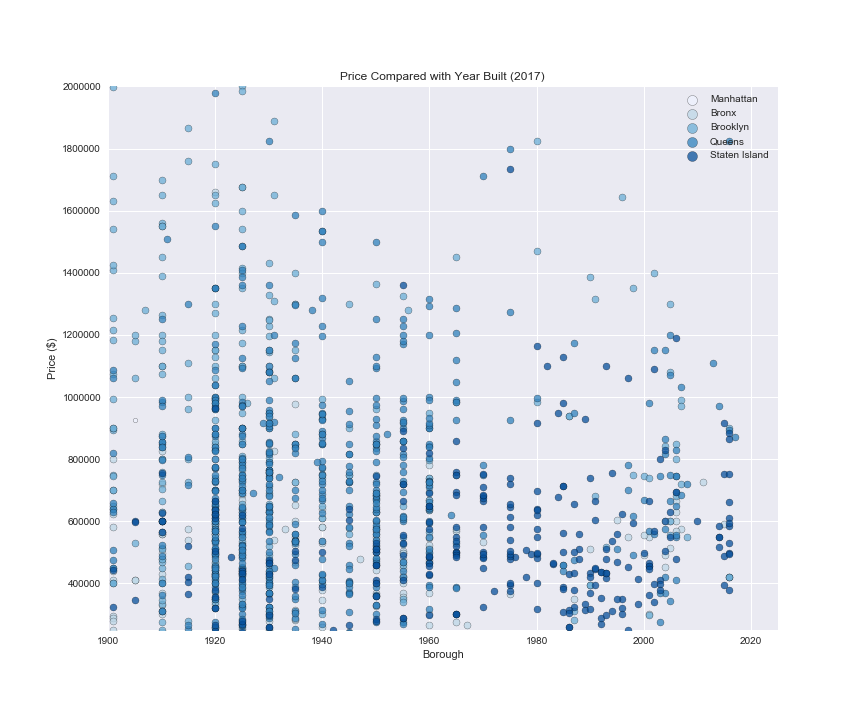 Price Compared with Year Built (2017)
2000000
1800000
1600000
1400000
1200000
1000000
800000
600000
400000
Price ($)
Manhattan
Bronx
Brooklyn
Queens
Staten Island
1900 1920 1940 1960 1980 2000 2020
Borough